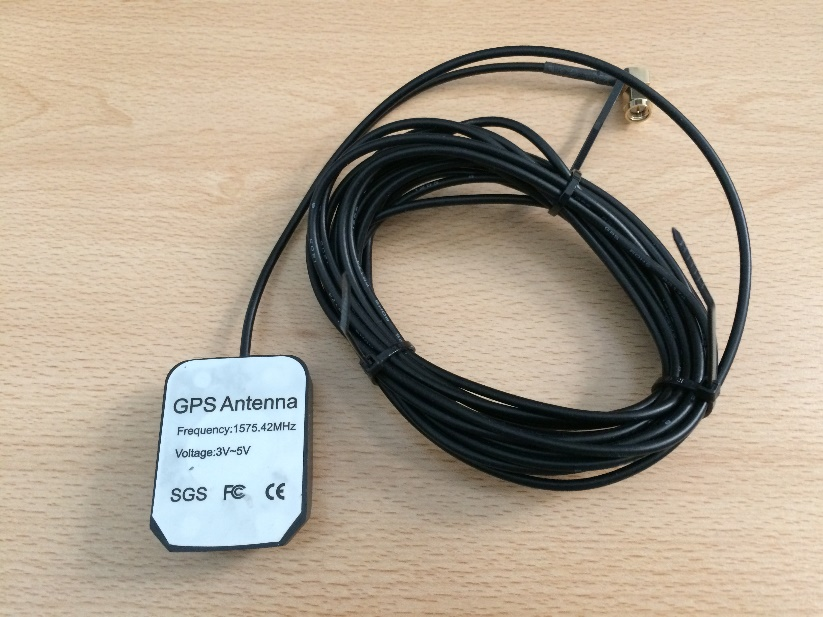 GPS Antenna
Frequency:1575.42MHz
Voltage:3V~5V
SGS FC CE